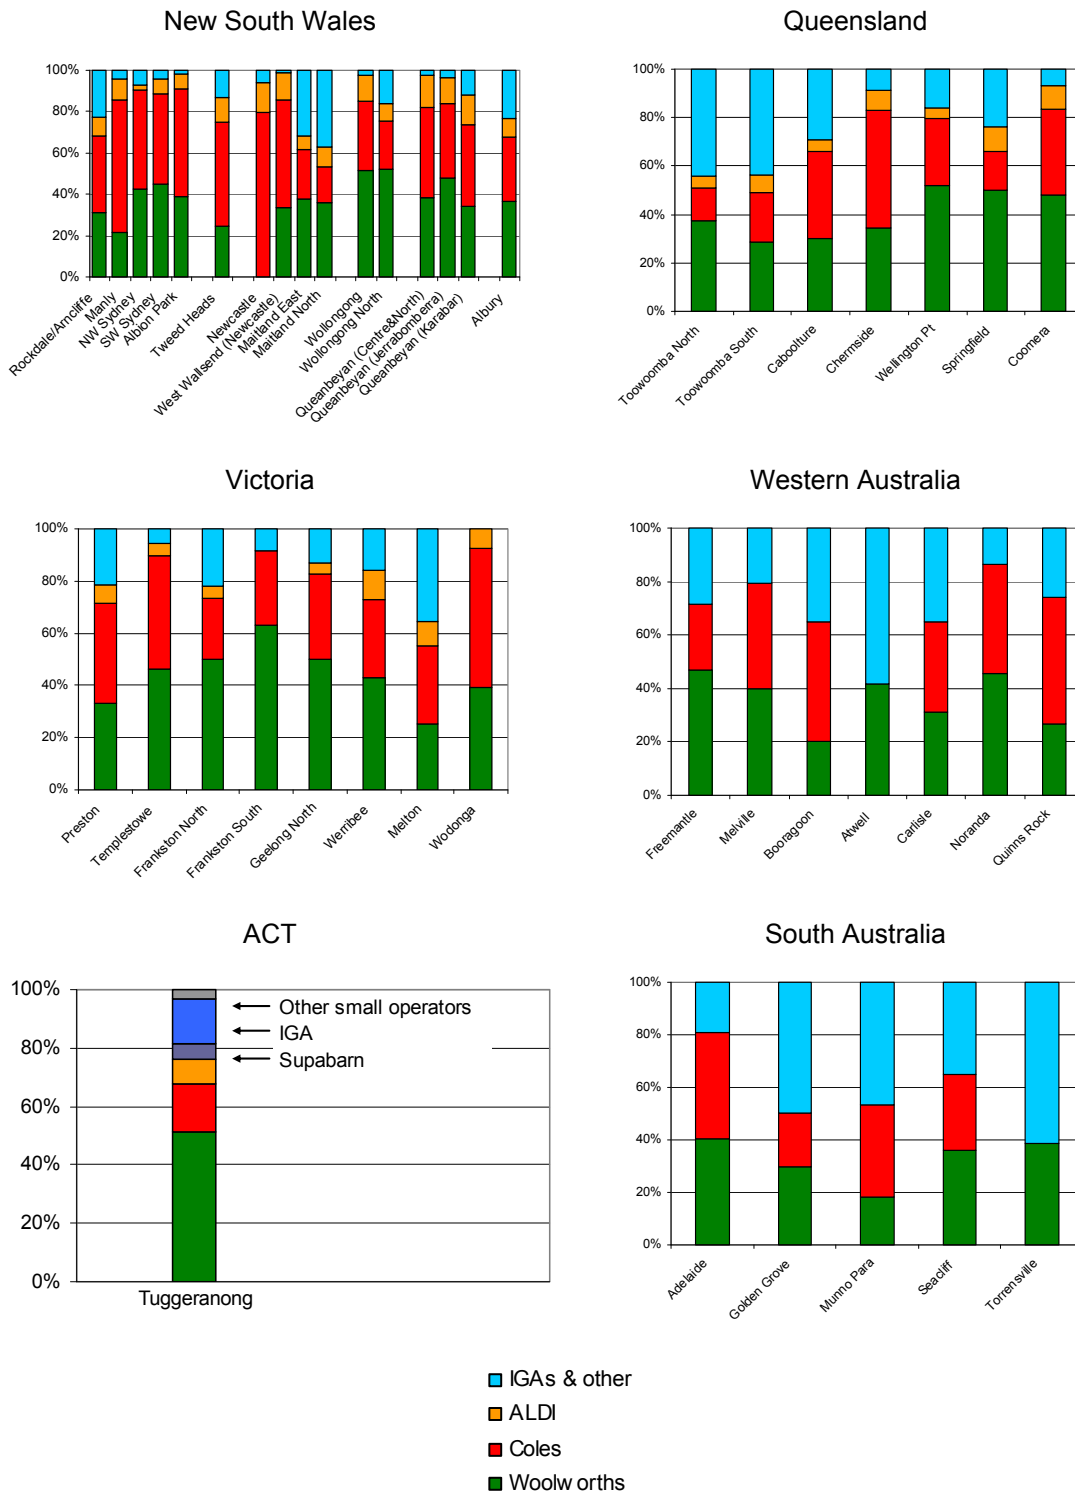 New South Wales
100%
80%
60%
40%
20%
0%
Rockdale/Arncliffe
Manly
NW Sydney
SW Sydney
Albion Park
Tweed Heads
Newcastle
West Wallsend (Newcastle)
Maitland East
Maitland North
Wollongong
Wollongong North
Queanbeyan (Centre&North)
Queanbeyan (Jerrabomberra)
Queanbeyan (Karabar)
Albury
Queensland
100%
80%
60%
40%
20%
0%
Toowoomba North
Toowoomba South
Caboolture
Chermside
Wellington Pt
Springfield
Coomera
Victoria
100%
80%
60%
40%
20%
0%
Preston
Templestowe
Frankston North
Frankston South
Geelong North
Werribee
Melton
Wodonga
Western Australia
100%
80%
60%
40%
20%
0%
Freemantle
Melville
Booragoon
Atwell
Carlisle
Noranda
Quinns Rock
ACT
100%
80%
60%
40%
20%
0%
Other small operators
IGA
Supabarn
Tuggeranong
South Australia
100%
80%
60%
40%
20%
0%
Adelaide
Golden Grove
Munno Para
Seacliff
Torrensville
IGAs & other
ALDI
Coles
Woolw orths